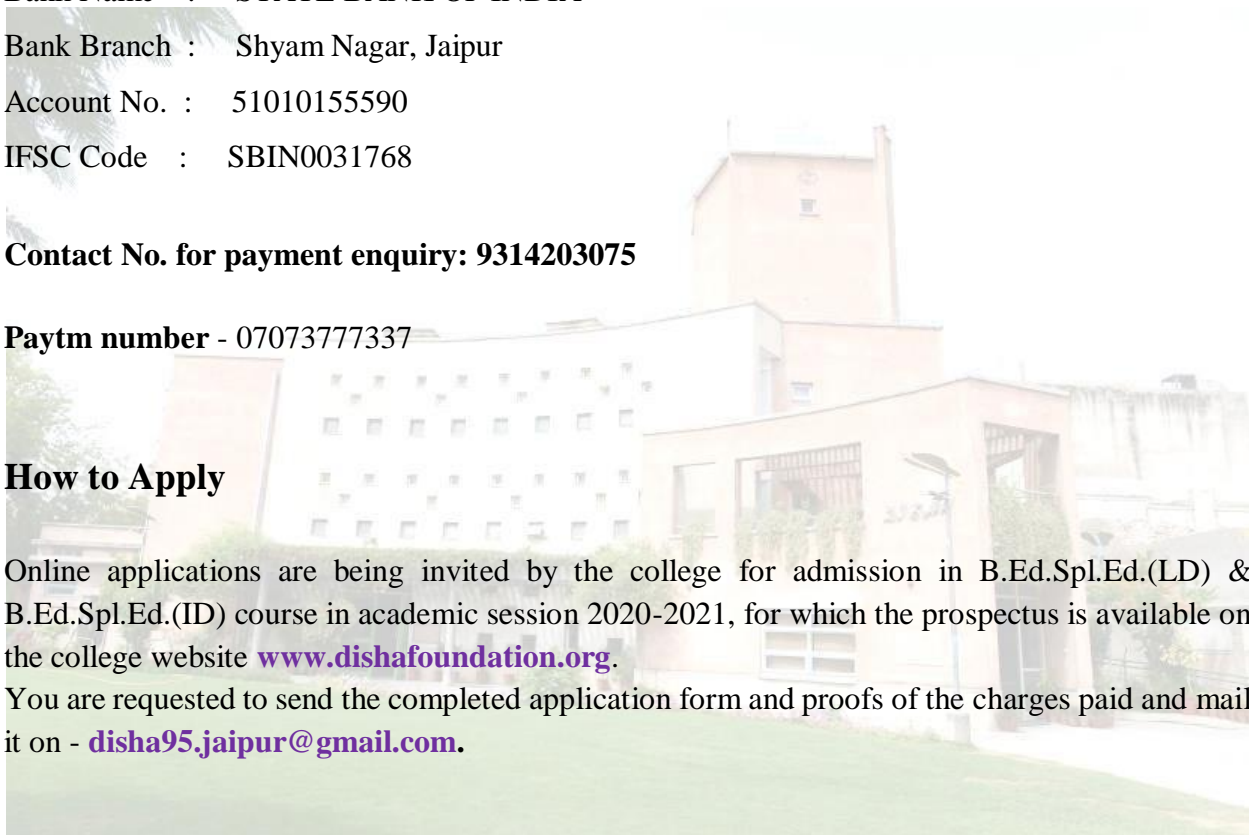 Bank Branch : Shyam Nagar, Jaipur
Account No. : 51010155590
IFSC Code : SBIN0031768
Contact No. for payment enquiry: 9314203075
Paytm number - 07073777337
How to Apply
Online applications are being invited by the college for admission in B.Ed.Spl.Ed.(LD) &
B.Ed.Spl.Ed.(ID) course in academic session 2020-2021, for which the prospectus is available on
the college website www.dishafoundation.org.
You are requested to send the completed application form and proofs of the charges paid and mail
it on - disha95.jaipur@gmail.com.